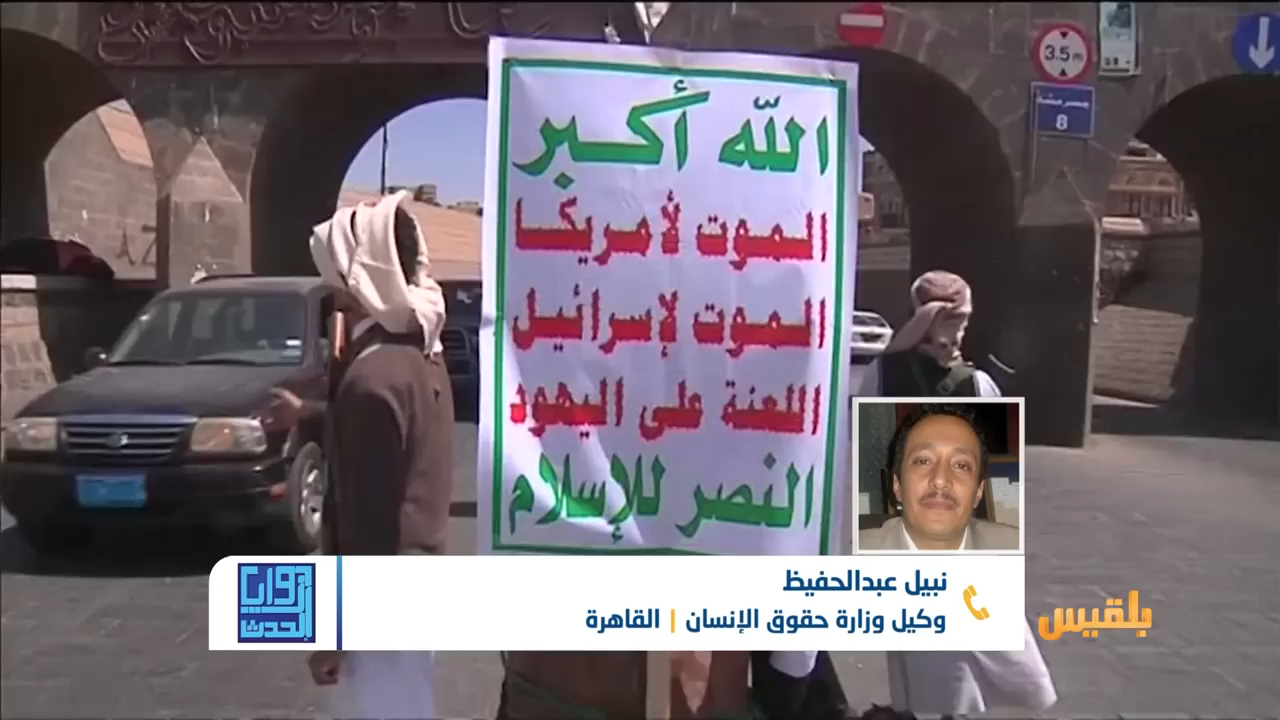 3.5 m
8
الله أكبر
الموت لأمريكا
الموت لإسرائيل
اللعنة على اليهود
النصر للإسلام
نبيل عبدالحفيظ
وكيل وزارة حقوق الإنسان | القاهرة
زوايا الحدث
بلقيس